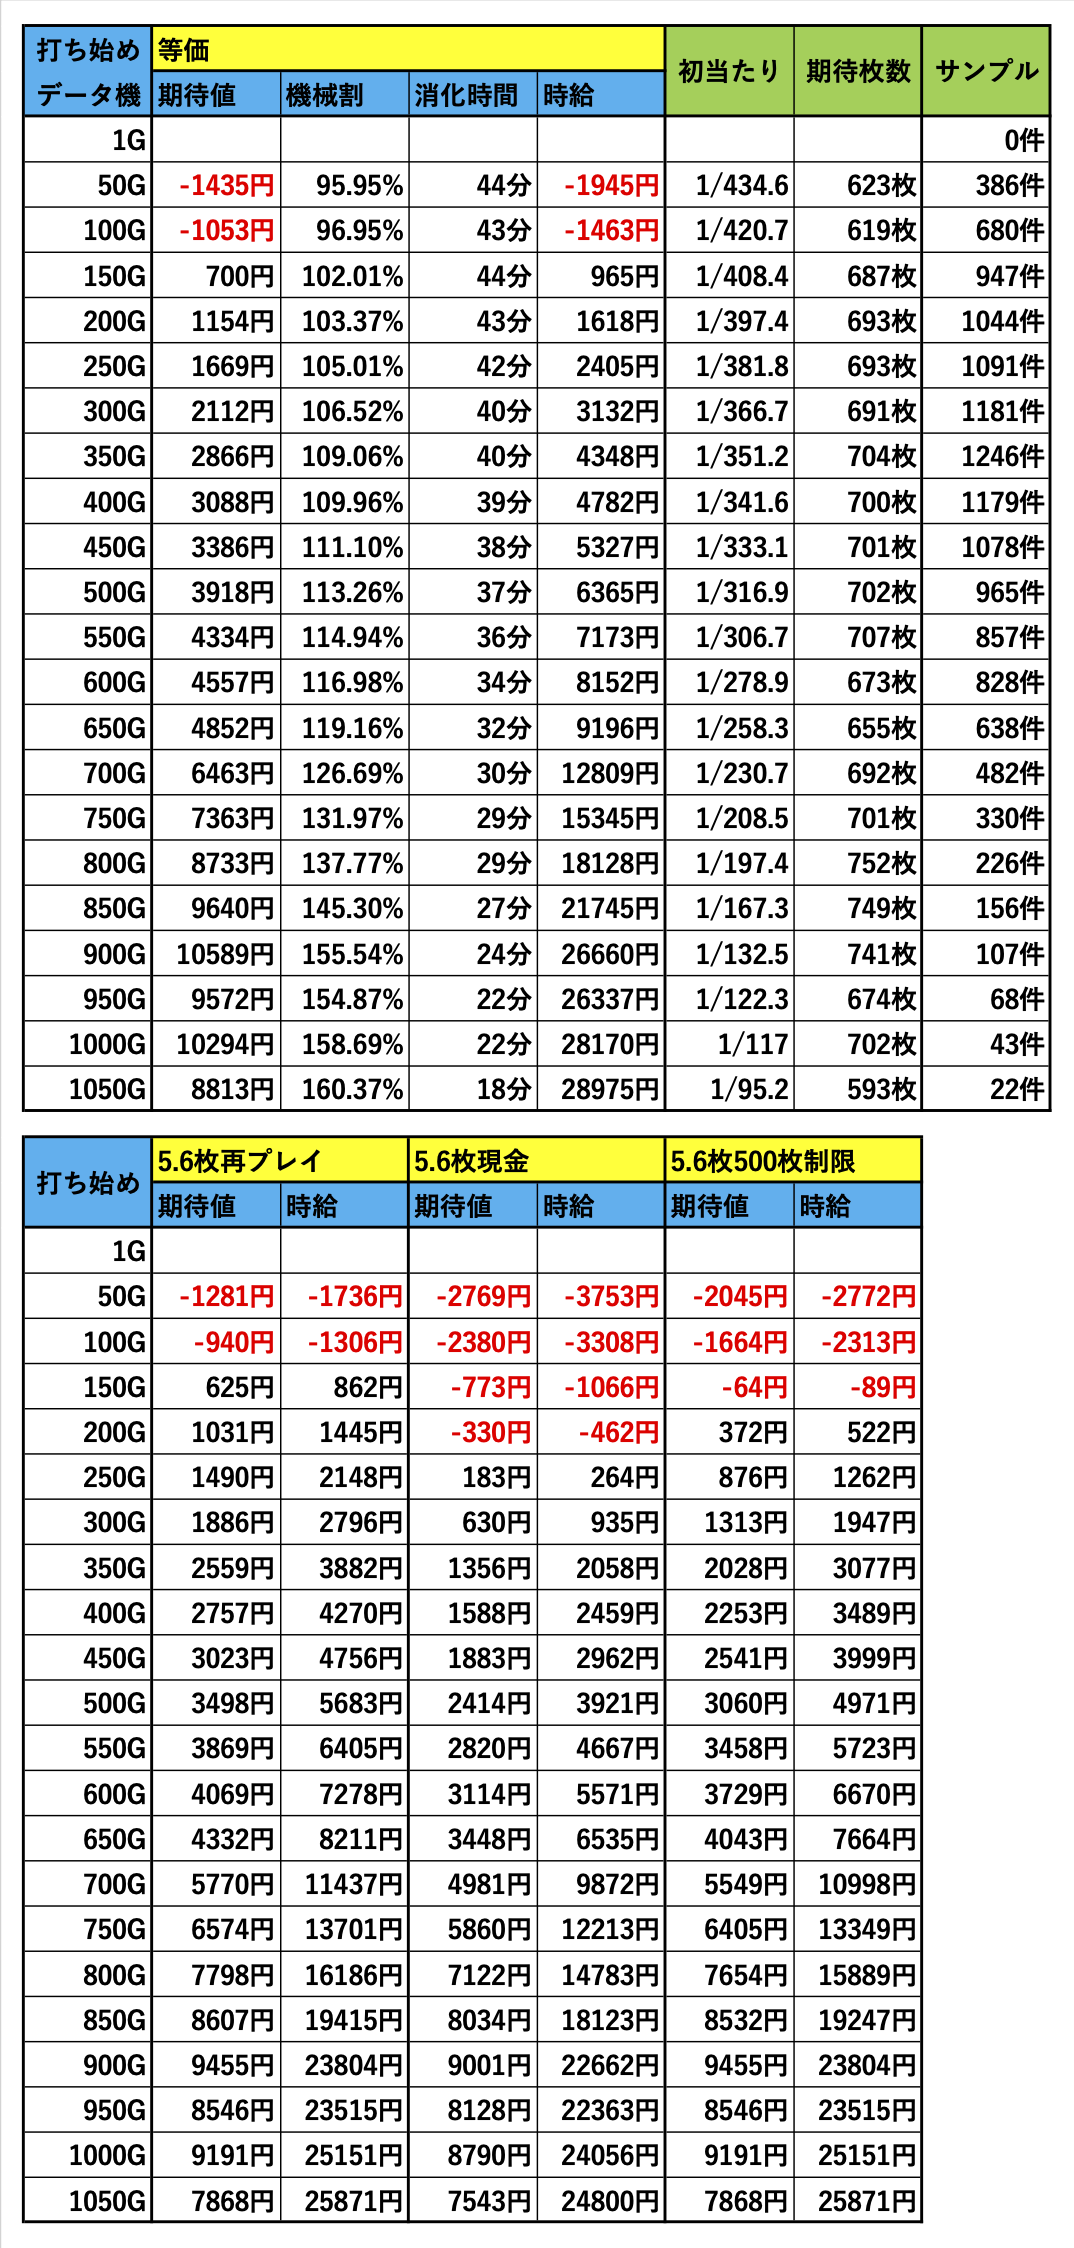 打ち始め 等価 初当たり 期待枚数 サンプル
データ機 期待値 機械割 消化時間 時給
1G 0件
50G -1435円 95.95% 44分 -1945円 1/434.6 623枚 386件
100G -1053円 96.95% 43分 -1463円 1/420.7 619枚 680件
150G 700円 102.01% 44分 965円 1/408.4 687枚 947件
200G 1154円 103.37% 43分 1618円 1/397.4 693枚 1044件
250G 1669円 105.01% 42分 2405円 1/381.8 693枚 1091件
300G 2112円 106.52% 40分 3132円 1/366.7 691枚 1181件
350G 2866円 109.06% 40分 4348円 1/351.2 704枚 1246件
400G 3088円 109.96% 39分 4782円 1/341.6 700枚 1179件
450G 3386円 111.10% 38分 5327円 1/333.1 701枚 1078件
500G 3918円 113.26% 37分 6365円 1/316.9 702枚 965件
550G 4334円 114.94% 36分 7173円 1/306.7 707枚 857件
600G 4557円 116.98% 34分 8152円 1/278.9 673枚 828件
650G 4852円 119.16% 32分 9196円 1/258.3 655枚 638件
700G 6463円 126.69% 30分 12809円 1/230.7 692枚 482件
750G 7363円 131.97% 29分 15345円 1/208.5 701枚 330件
800G 8733円 137.77% 29分 18128円 1/197.4 752枚 226件
850G 9640円 145.30% 27分 21745円 1/167.3 749枚 156件
900G 10589円 155.54% 24分 26660円 1/132.5 741枚 107件
950G 9572円 154.87% 22分 26337円 1/122.3 674枚 68件
1000G 10294円 158.69% 22分 28170円 1/117 702枚 43件
1050G 8813円 160.37% 18分 28975円 1/95.2 593枚 22件
打ち始め 5.6枚再プレイ 5.6枚現金 5.6枚500枚制限
期待値 時給 期待値 時給 期待値 時給
1G
50G -1281円 -1736円 -2769円 -3753円 -2045円 -2772円
100G -940円 -1306円 -2380円 -3308円 -1664円 -2313円
150G 625円 862円 -773円 -1066円 -64円 -89円
200G 1031円 1445円 -330円 -462円 372円 522円
250G 1490円 2148円 183円 264円 876円 1262円
300G 1886円 2796円 630円 935円 1313円 1947円
350G 2559円 3882円 1356円 2058円 2028円 3077円
400G 2757円 4270円 1588円 2459円 2253円 3489円
450G 3023円 4756円 1883円 2962円 2541円 3999円
500G 3498円 5683円 2414円 3921円 3060円 4971円
550G 3869円 6405円 2820円 4667円 3458円 5723円
600G 4069円 7278円 3114円 5571円 3729円 6670円
650G 4332円 8211円 3448円 6535円 4043円 7664円
700G 5770円 11437円 4981円 9872円 5549円 10998円
750G 6574円 13701円 5860円 12213円 6405円 13349円
800G 7798円 16186円 7122円 14783円 7654円 15889円
850G 8607円 19415円 8034円 18123円 8532円 19247円
900G 9455円 23804円 9001円 22662円 9455円 23804円
950G 8546円 23515円 8128円 22363円 8546円 23515円
1000G 9191円 25151円 8790円 24056円 9191円 25151円
1050G 7868円 25871円 7543円 24800円 7868円 25871円